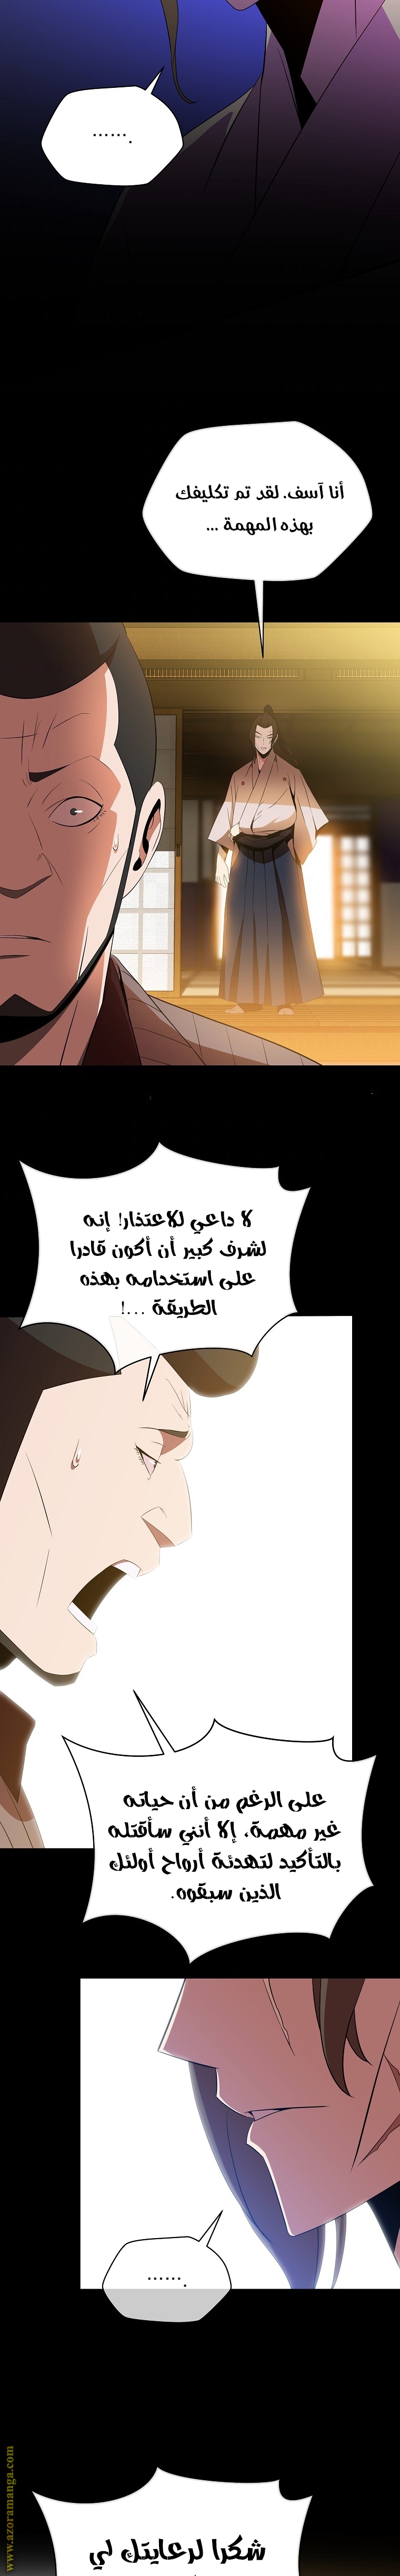 .......
أنا آسف، لقد تم تكليفك
بهذه المهمة ...
لا داعي للاعتذار! إنه
لشرف كبير أن أكون قادرا
على استخدامه بهذه
الطريقة ...!
على الرغم من أن حياته
غير مهمة، إلا أنني سأقتله
بالتأكيد لتهدئة أرواح أولئك
الذين سبقوه.
.......
www.azoramanga.com
شكرا لرعايتك لي